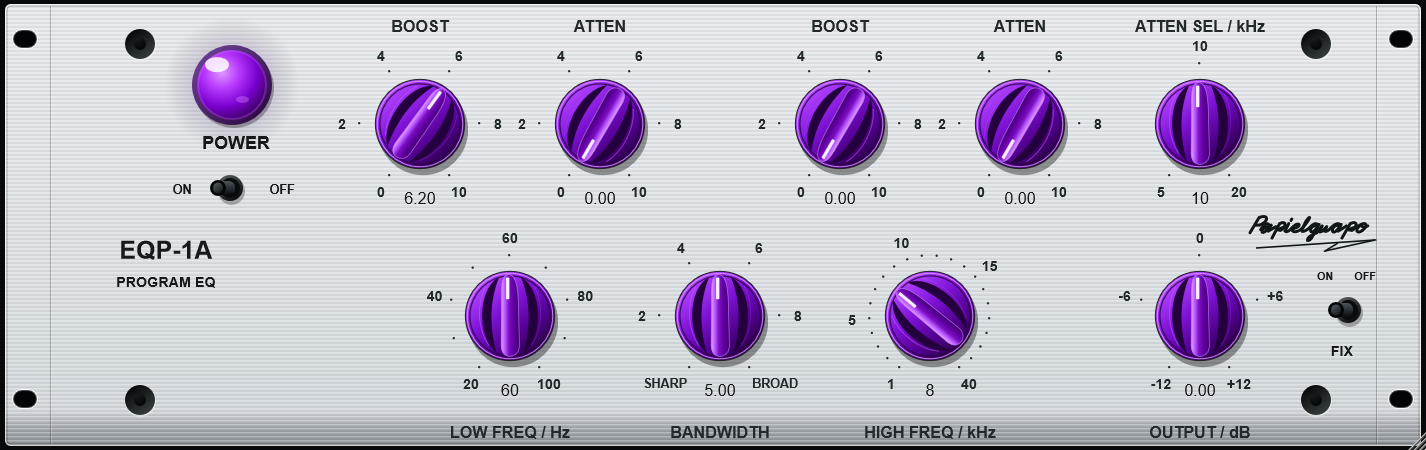 BOOST ATTEN BOOST ATTEN ATTEN SEL / kHz
4 6 4 6 4 6 4 6 10
2 8 2 8 2 8 2 8
POWER
ON OFF
0 10 0 10 0 10 0 10 5 20
6.20 0.00 0.00 0.00 10
Papielguapo
EQP-1A
PROGRAM EQ
60 4 6 10 15 0
ON OFF
40 80 2 8 5 -6 +6
FIX
20 100 SHARP BROAD 1 40 -12 +12
60 5.00 8 0.00
LOW FREQ / Hz BANDWIDTH HIGH FREQ / kHz OUTPUT / dB